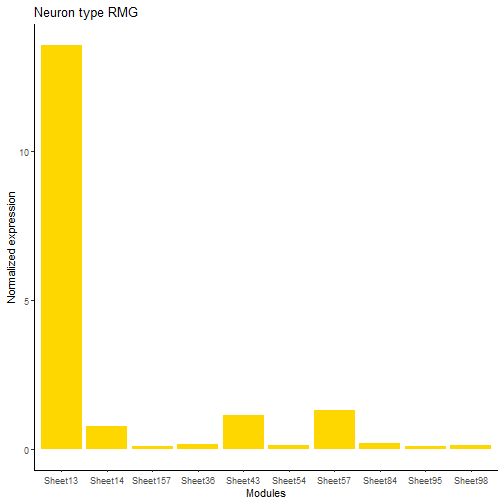 Neuron type RMG
Normalized expression
10
5
0
Sheet13 Sheet14 Sheet157 Sheet36 Sheet43 Sheet54 Sheet57 Sheet84 Sheet95 Sheet98
Modules